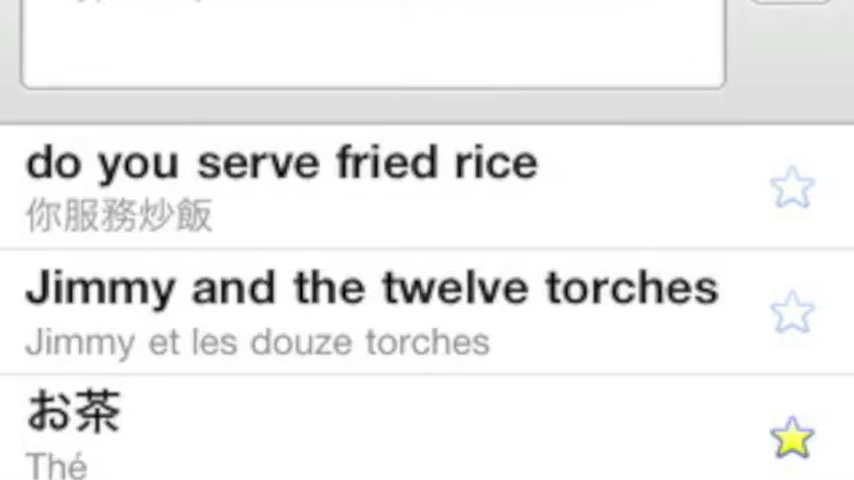 do you serve fried rice
你服務炒飯
Jimmy and the twelve torches
Jimmy et les douze torches
お茶
Thé